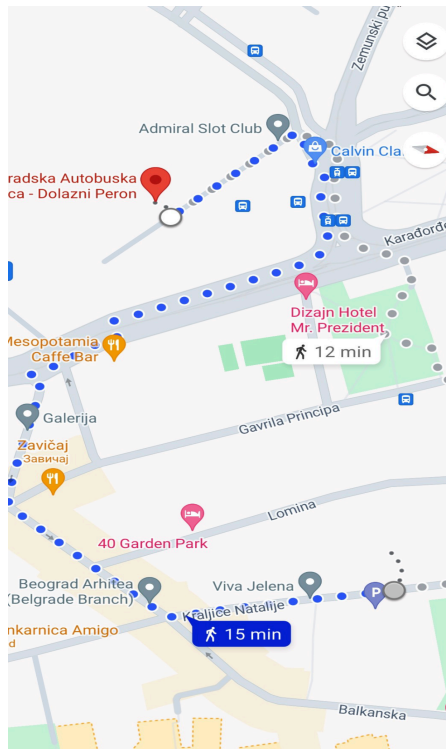 Zemunski pu
Admiral Slot Club
Calvin Cla
radska Autobuska
ca - Dolazni Peron
Karađorđe
Dizajn Hotel
Mr. Prezident
Mesopotamia
Caffe Bar
12 min
Galerija
Gavrila Principa
Zavičaj
Завичај
Lomina
40 Garden Park
Beograd Arhitea
(Belgrade Branch)
Viva Jelena
P
Kraljice Natalije
nkarnica Amigo
d
15 min
Balkanska